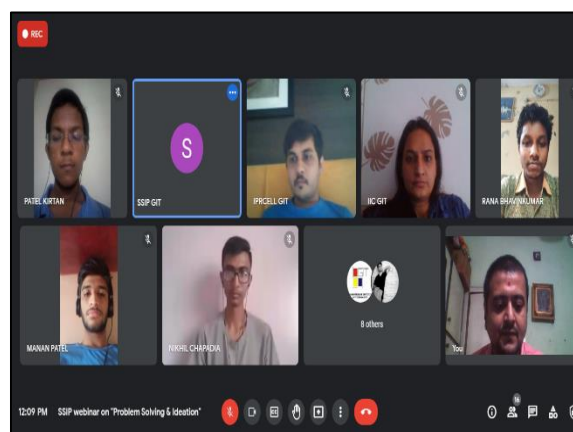 REC
PATEL KIRTAN
SSIP GIT
S
IPRCELL GIT
IIC GIT
RANA BHAVINKUMAR
MANAN PATEL
NIKHIL CHAPADIA
8 others
You
12:09 PM SSIP webinar on "Problem Solving & Ideation"
16